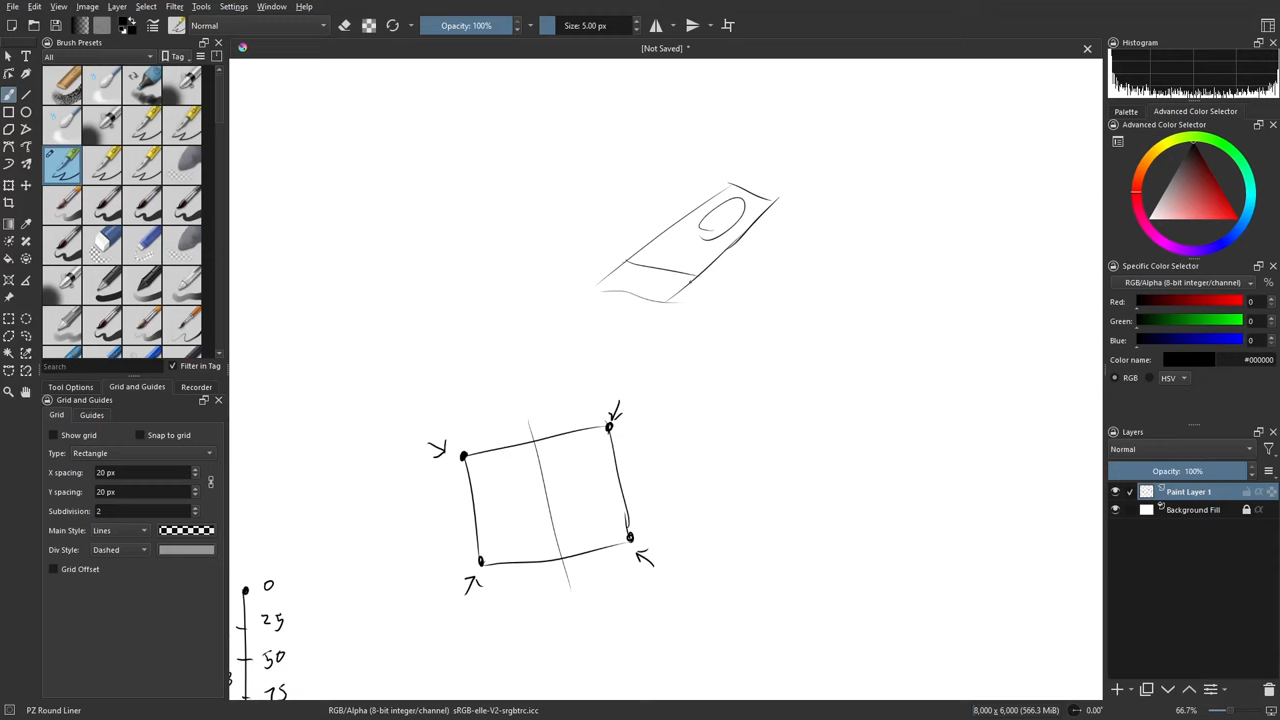 File Edit View Image Layer Select Filter Tools Settings Window Help
Normal Opacity: 100% Size: 5.00 px
Brush Presets
All Tag
Search Filter in Tag
Tool Options Grid and Guides Recorder
Grid and Guides
Grid Guides
Show grid Snap to grid
Type: Rectangle
X spacing: 20 px
Y spacing: 20 px
Subdivision: 2
Main Style: Lines
Div Style: Dashed
Grid Offset
[Not Saved] *
0
25
50
75
Histogram
Palette Advanced Color Selector
Advanced Color Selector
Specific Color Selector
RGB/Alpha (8-bit integer/channel) %
Red: 0
Green: 0
Blue: 0
Color name: #000000
RGB HSV
Layers
Normal
Opacity: 100%
Paint Layer 1
Background Fill
PZ Round Liner RGB/Alpha (8-bit integer/channel) sRGB-elle-V2-srgbtrc.icc 8,000 x 6,000 (566.3 MiB) 0.00° 66.7%